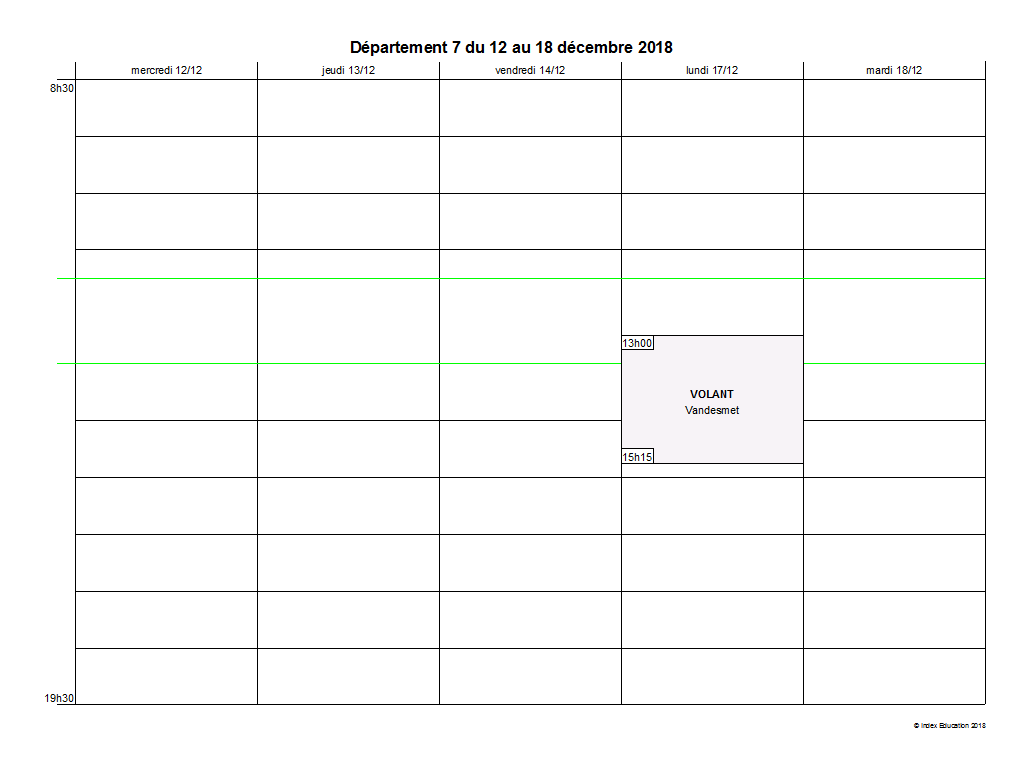 Département 7 du 12 au 18 décembre 2018
mercredi 12/12
jeudi 13/12
vendredi 14/12
lundi 17/12
mardi 18/12
8h30
13h00
VOLANT
Vandesmet
15h15
19h30
© Index Education 2018